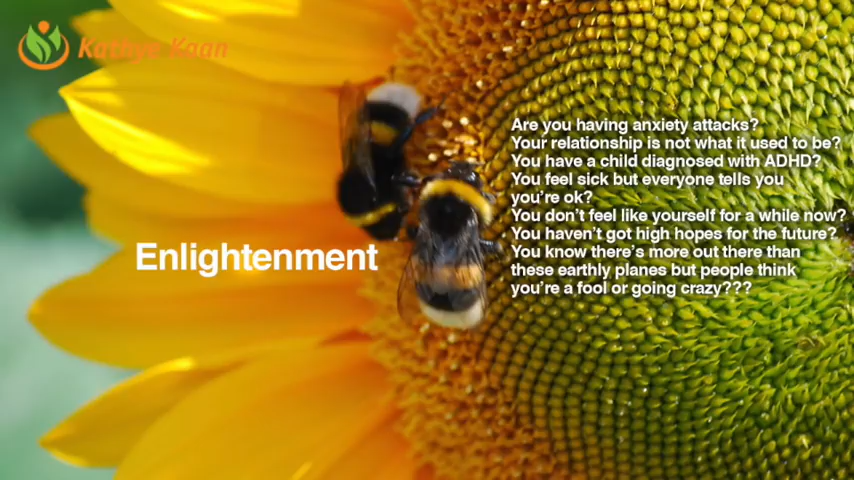 Kathye Kaan
Enlightenment
Are you having anxiety attacks?
Your relationship is not what it used to be?
You have a child diagnosed with ADHD?
You feel sick but everyone tells you
you're ok?
You don't feel like yourself for a while now?
You haven't got high hopes for the future?
You know there's more out there than
these earthly planes but people think
you're a fool or going crazy???